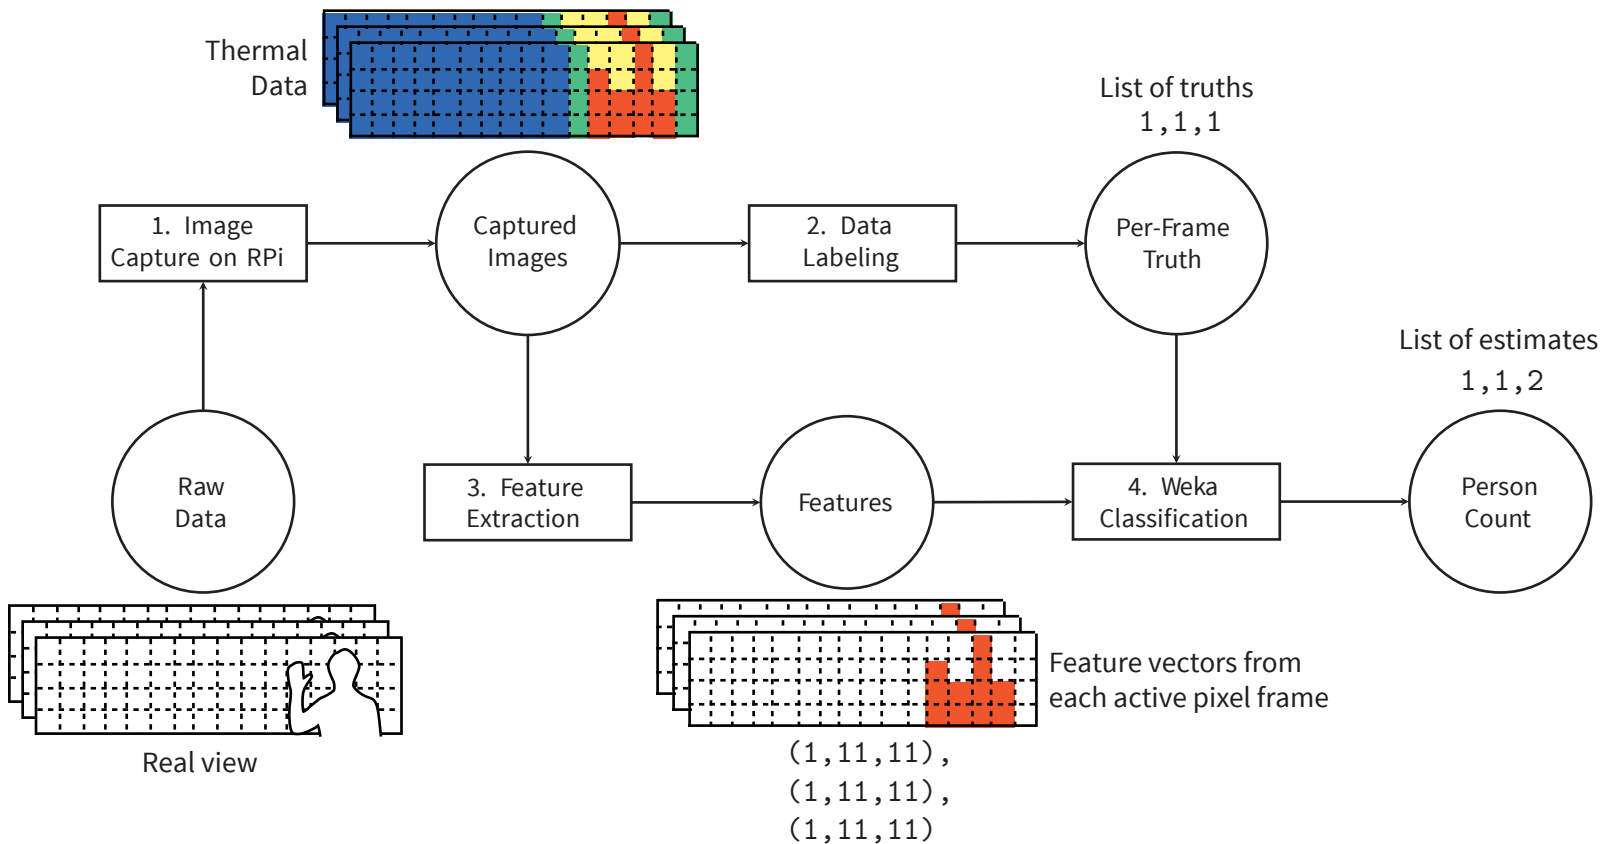 Thermal
Data
List of truths
1,1,1
1. Image
Capture on RPi
Captured
Images
2. Data
Labeling
Per-Frame
Truth
List of estimates
1,1,2
Raw
Data
3. Feature
Extraction
Features
4. Weka
Classification
Person
Count
Real view
Feature vectors from
each active pixel frame
(1,11,11),
(1,11,11),
(1,11,11)